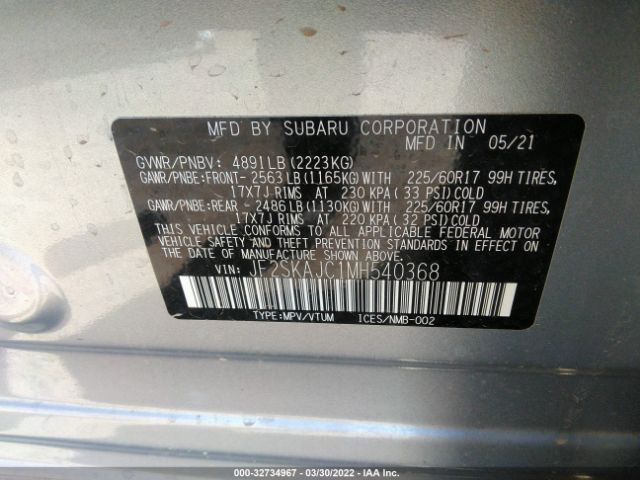 MFD BY SUBARU CORPORATION
MFD IN 05/21
GVWR/PNBV: 4891LB (2223KG)
GAWR/PNBE:FRONT- 2563 LB (1165KG) WITH 225/60R17 99H TIRES,
17X7J RIMS AT 230 KPA ( 33 PSI) COLD
GAWR/PNBE:REAR - 2486 LB (1130KG) WITH 225/60R17 99H TIRES,
17X7J RIMS AT 220 KPA ( 32 PSI) COLD
THIS VEHICLE CONFORMS TO ALL APPLICABLE FEDERAL MOTOR
VEHICLE SAFETY AND THEFT PREVENTION STANDARDS IN EFFECT ON
THE DATE OF MANUFACTURE SHOWN ABOVE.
VIN: JF2SKAJC1MH540368
TYPE:MPV/VTUM ICES/NMB-002
000-32734967 — 03/30/2022 - IAA Inc.